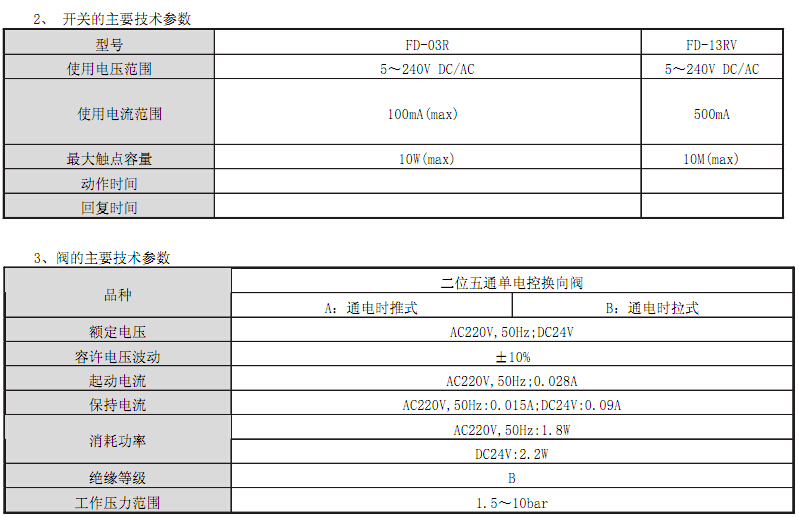 2、 开关的主要技术参数
型号 FD-03R FD-13RV
使用电压范围 5～240V DC/AC 5～240V DC/AC
使用电流范围 100mA(max) 500mA
最大触点容量 10W(max) 10M(max)
动作时间
回复时间
3、阀的主要技术参数
品种 二位五通单电控换向阀
A: 通电时推式 B: 通电时拉式
额定电压 AC220V,50Hz;DC24V
容许电压波动 ±10%
起动电流 AC220V,50Hz;0.028A
保持电流 AC220V,50Hz:0.015A;DC24V:0.09A
消耗功率 AC220V,50Hz:1.8W
DC24V:2.2W
绝缘等级 B
工作压力范围 1.5～10bar